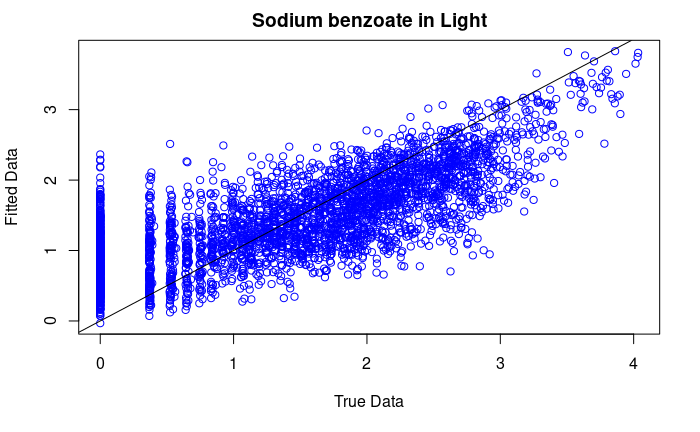 Sodium benzoate in Light
Fitted Data
3
2
1
0
0 1 2 3 4
True Data